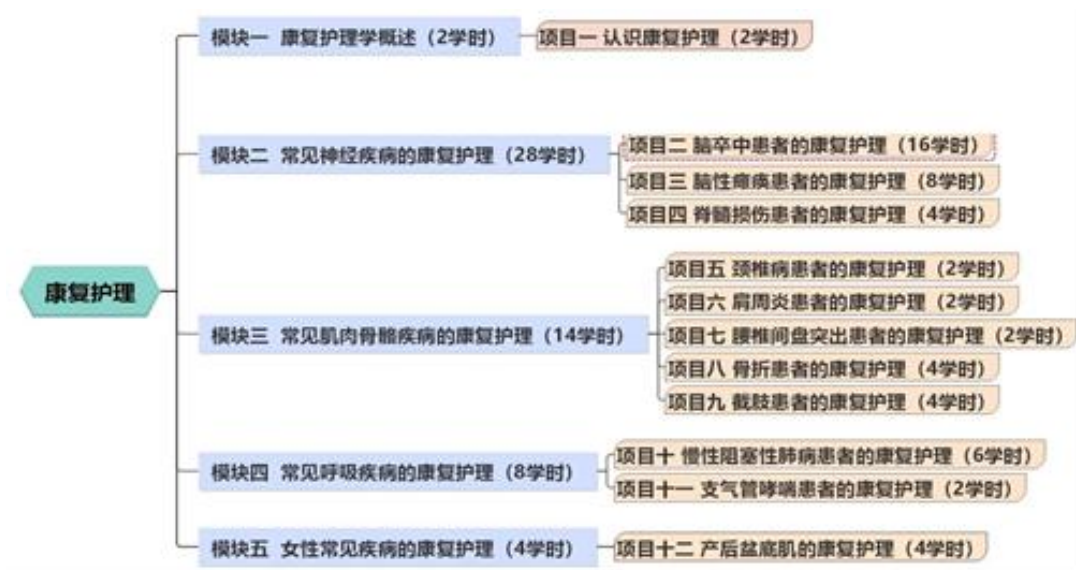 康复护理
模块一 康复护理学概述（2学时）
项目一 认识康复护理（2学时）
模块二 常见神经疾病的康复护理（28学时）
项目二 脑卒中患者的康复护理（16学时）
项目三 脑性瘫痪患者的康复护理（8学时）
项目四 脊髓损伤患者的康复护理（4学时）
模块三 常见肌肉骨骼疾病的康复护理（14学时）
项目五 颈椎病患者的康复护理（2学时）
项目六 肩周炎患者的康复护理（2学时）
项目七 腰椎间盘突出患者的康复护理（2学时）
项目八 骨折患者的康复护理（4学时）
项目九 截肢患者的康复护理（4学时）
模块四 常见呼吸疾病的康复护理（8学时）
项目十 慢性阻塞性肺病患者的康复护理（6学时）
项目十一 支气管哮喘患者的康复护理（2学时）
模块五 女性常见疾病的康复护理（4学时）
项目十二 产后盆底肌的康复护理（4学时）